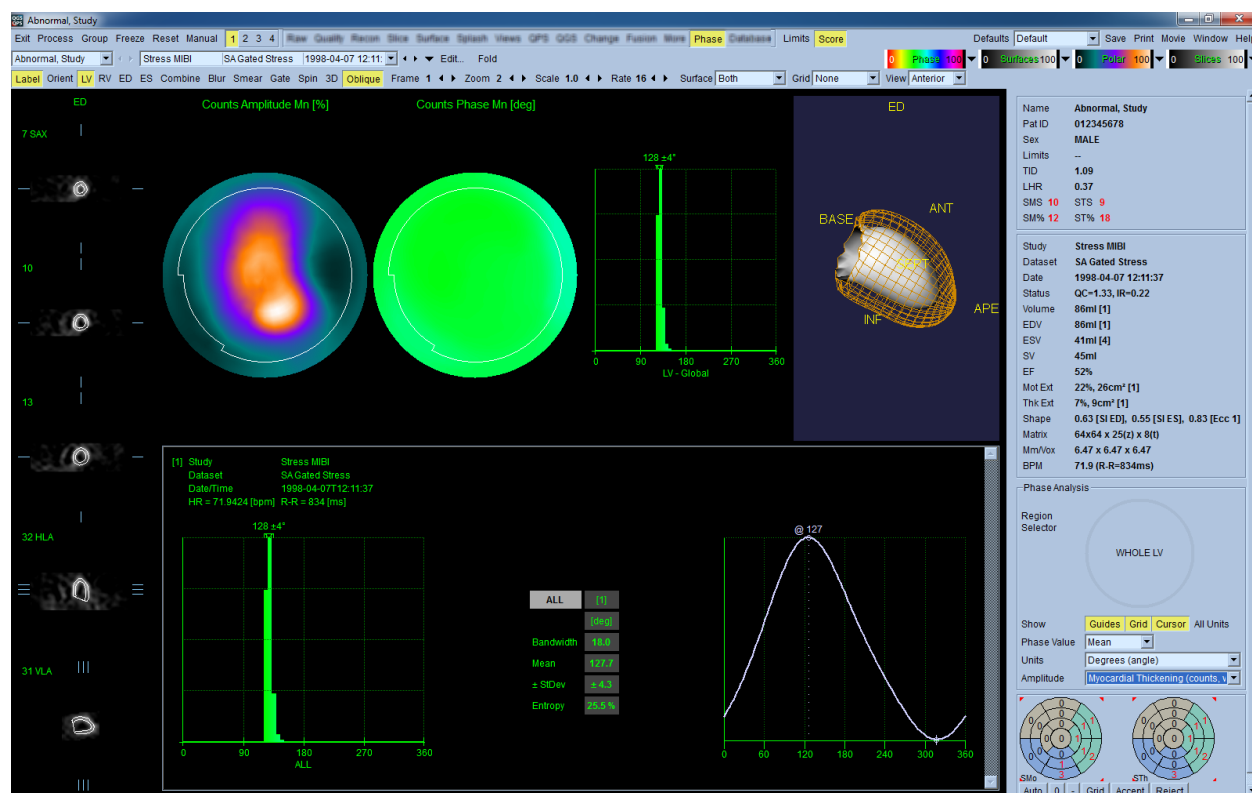 QGS QPS Abnormal, Study
Exit Process Group Freeze Reset Manual 1 2 3 4 Raw Quality Recon Slice Surface Splash Views QPS QGS Change Fusion More Phase Database Limits Score Defaults Default Save Print Movie Window Help
Abnormal, Study Stress MIBI SA Gated Stress 1998-04-07 12:11: Edit... Fold 0 Phase 100 0 Surfaces 100 0 Polar 100 0 Slices 100
Label Orient LV RV ED ES Combine Blur Smear Gate Spin 3D Oblique Frame 1 Zoom 2 Scale 1.0 Rate 16 Surface Both Grid None View Anterior
ED
7 SAX
10
13
32 HLA
31 VLA
Counts Amplitude Mn [%]
Counts Phase Mn [deg]
128 ±4°
0 90 180 270 360
LV - Global
ED
BASE
ANT
SEPT
INF
APE
[1] Study Stress MIBI
Dataset SA Gated Stress
Date/Time 1998-04-07T12:11:37
HR = 71.9424 [bpm] R-R = 834 [ms]
128 ±4°
0 90 180 270 360
ALL
ALL [1]
[deg]
Bandwidth 18.0
Mean 127.7
± StDev ± 4.3
Entropy 25.5 %
@ 127
0 60 120 180 240 300 360
Name Abnormal, Study
Pat ID 012345678
Sex MALE
Limits --
TID 1.09
LHR 0.37
SMS 10 STS 9
SM% 12 ST% 18
Study Stress MIBI
Dataset SA Gated Stress
Date 1998-04-07 12:11:37
Status QC=1.33, IR=0.22
Volume 86ml [1]
EDV 86ml [1]
ESV 41ml [4]
SV 45ml
EF 52%
Mot Ext 22%, 26cm² [1]
Thk Ext 7%, 9cm² [1]
Shape 0.63 [SI ED], 0.55 [SI ES], 0.83 [Ecc 1]
Matrix 64x64 x 25(z) x 8(t)
Mm/Vox 6.47 x 6.47 x 6.47
BPM 71.9 (R-R=834ms)
Phase Analysis
Region
Selector
WHOLE LV
Show Guides Grid Cursor All Units
Phase Value Mean
Units Degrees (angle)
Amplitude Myocardial Thickening (counts,
SMo
STh
Auto 0 - Grid Accept Reject